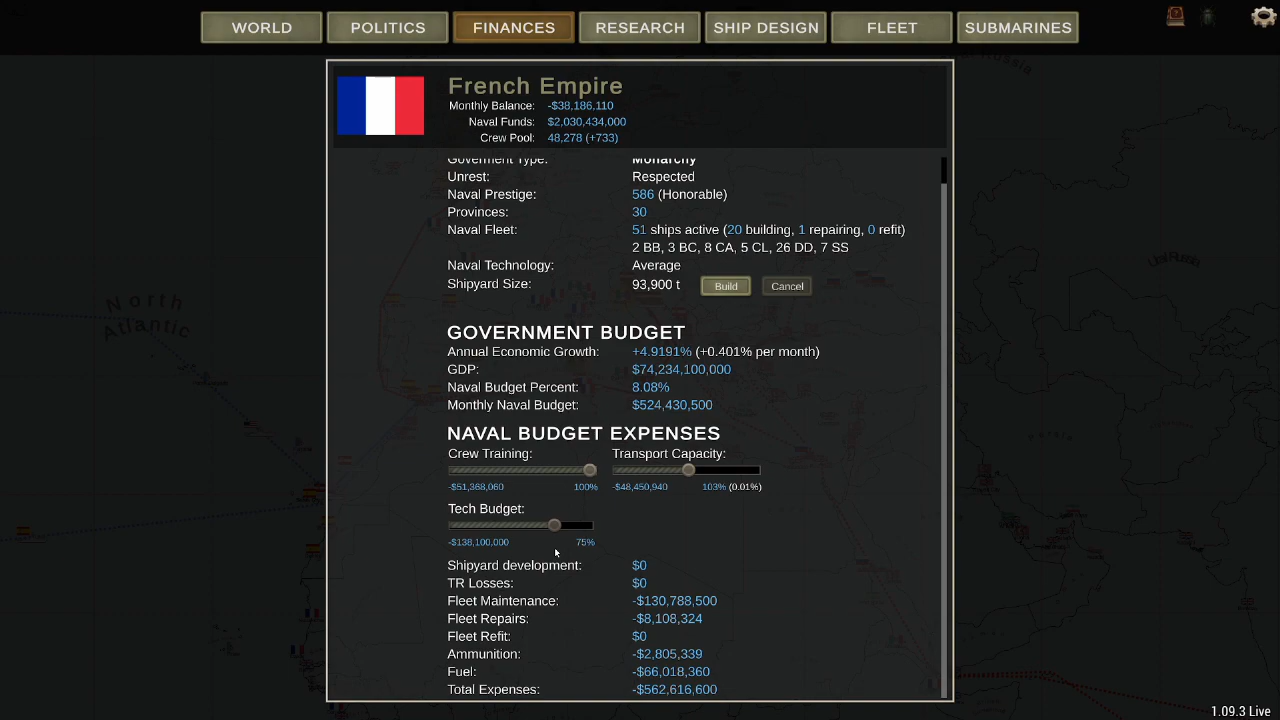 WORLD
POLITICS
FINANCES
RESEARCH
SHIP DESIGN
FLEET
SUBMARINES
French Empire
Monthly Balance: -$38,186,110
Naval Funds: $2,030,434,000
Crew Pool: 48,278 (+733)
Goverment Type: Monarchy
Unrest: Respected
Naval Prestige: 586 (Honorable)
Provinces: 30
Naval Fleet: 51 ships active (20 building, 1 repairing, 0 refit)
2 BB, 3 BC, 8 CA, 5 CL, 26 DD, 7 SS
Naval Technology: Average
Shipyard Size: 93,900 t Build Cancel
GOVERNMENT BUDGET
Annual Economic Growth: +4.9191% (+0.401% per month)
GDP: $74,234,100,000
Naval Budget Percent: 8.08%
Monthly Naval Budget: $524,430,500
NAVAL BUDGET EXPENSES
Crew Training: Transport Capacity:
-$51,368,060 100% -$48,450,940 103% (0.01%)
Tech Budget:
-$138,100,000 75%
Shipyard development: $0
TR Losses: $0
Fleet Maintenance: -$130,788,500
Fleet Repairs: -$8,108,324
Fleet Refit: $0
Ammunition: -$2,805,339
Fuel: -$66,018,360
Total Expenses: -$562,616,600
North
Atlantic
1.09.3 Live